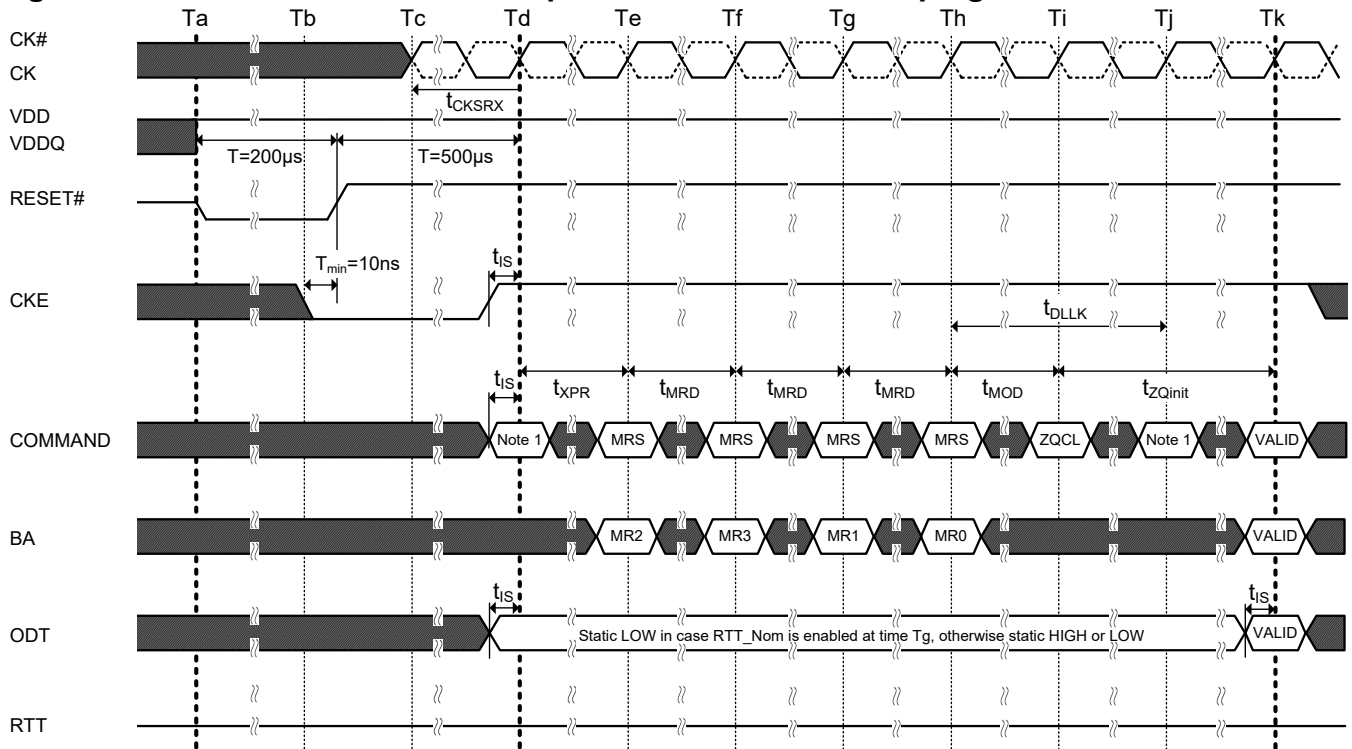 Ta Tb Tc Td Te Tf Tg Th Ti Tj Tk
CK#
CK
tCKSRX
VDD
VDDQ
T=200µs T=500µs
RESET#
Tmin=10ns tIS
CKE
tDLLK
tIS tXPR tMRD tMRD tMRD tMOD tZQinit
COMMAND Note 1 MRS MRS MRS MRS ZQCL Note 1 VALID
BA MR2 MR3 MR1 MR0 VALID
tIS tIS
ODT Static LOW in case RTT_Nom is enabled at time Tg, otherwise static HIGH or LOW VALID
RTT